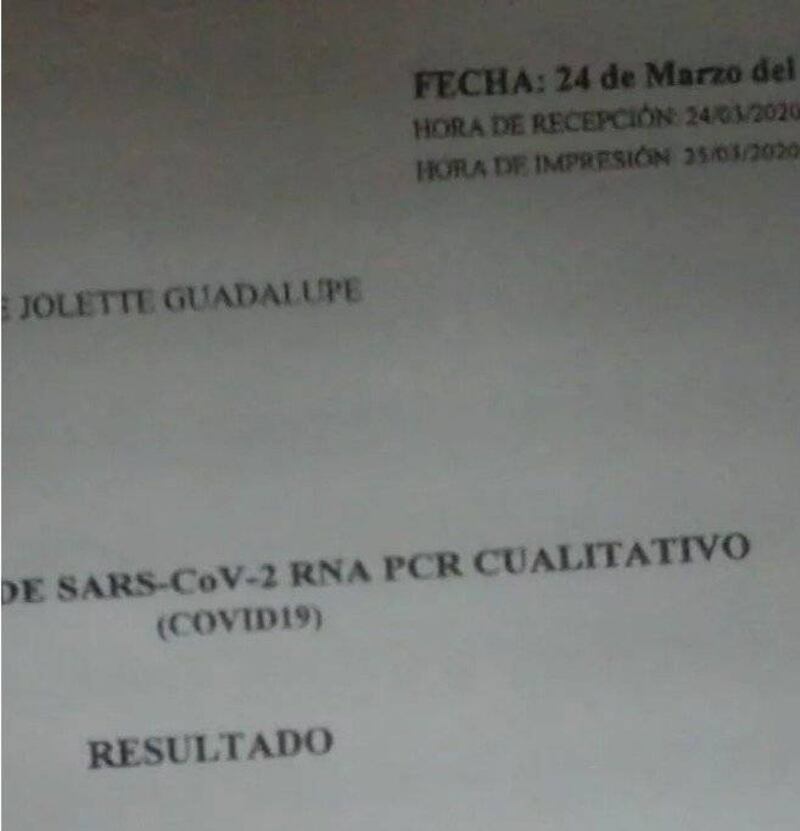 FECHA: 24 de Marzo del
HORA DE RECEPCIÓN: 24/03/2020
HORA DE IMPRESIÓN: 25/03/2020
E JOLETTE GUADALUPE
DE SARS-CoV-2 RNA PCR CUALITATIVO
(COVID19)
RESULTADO